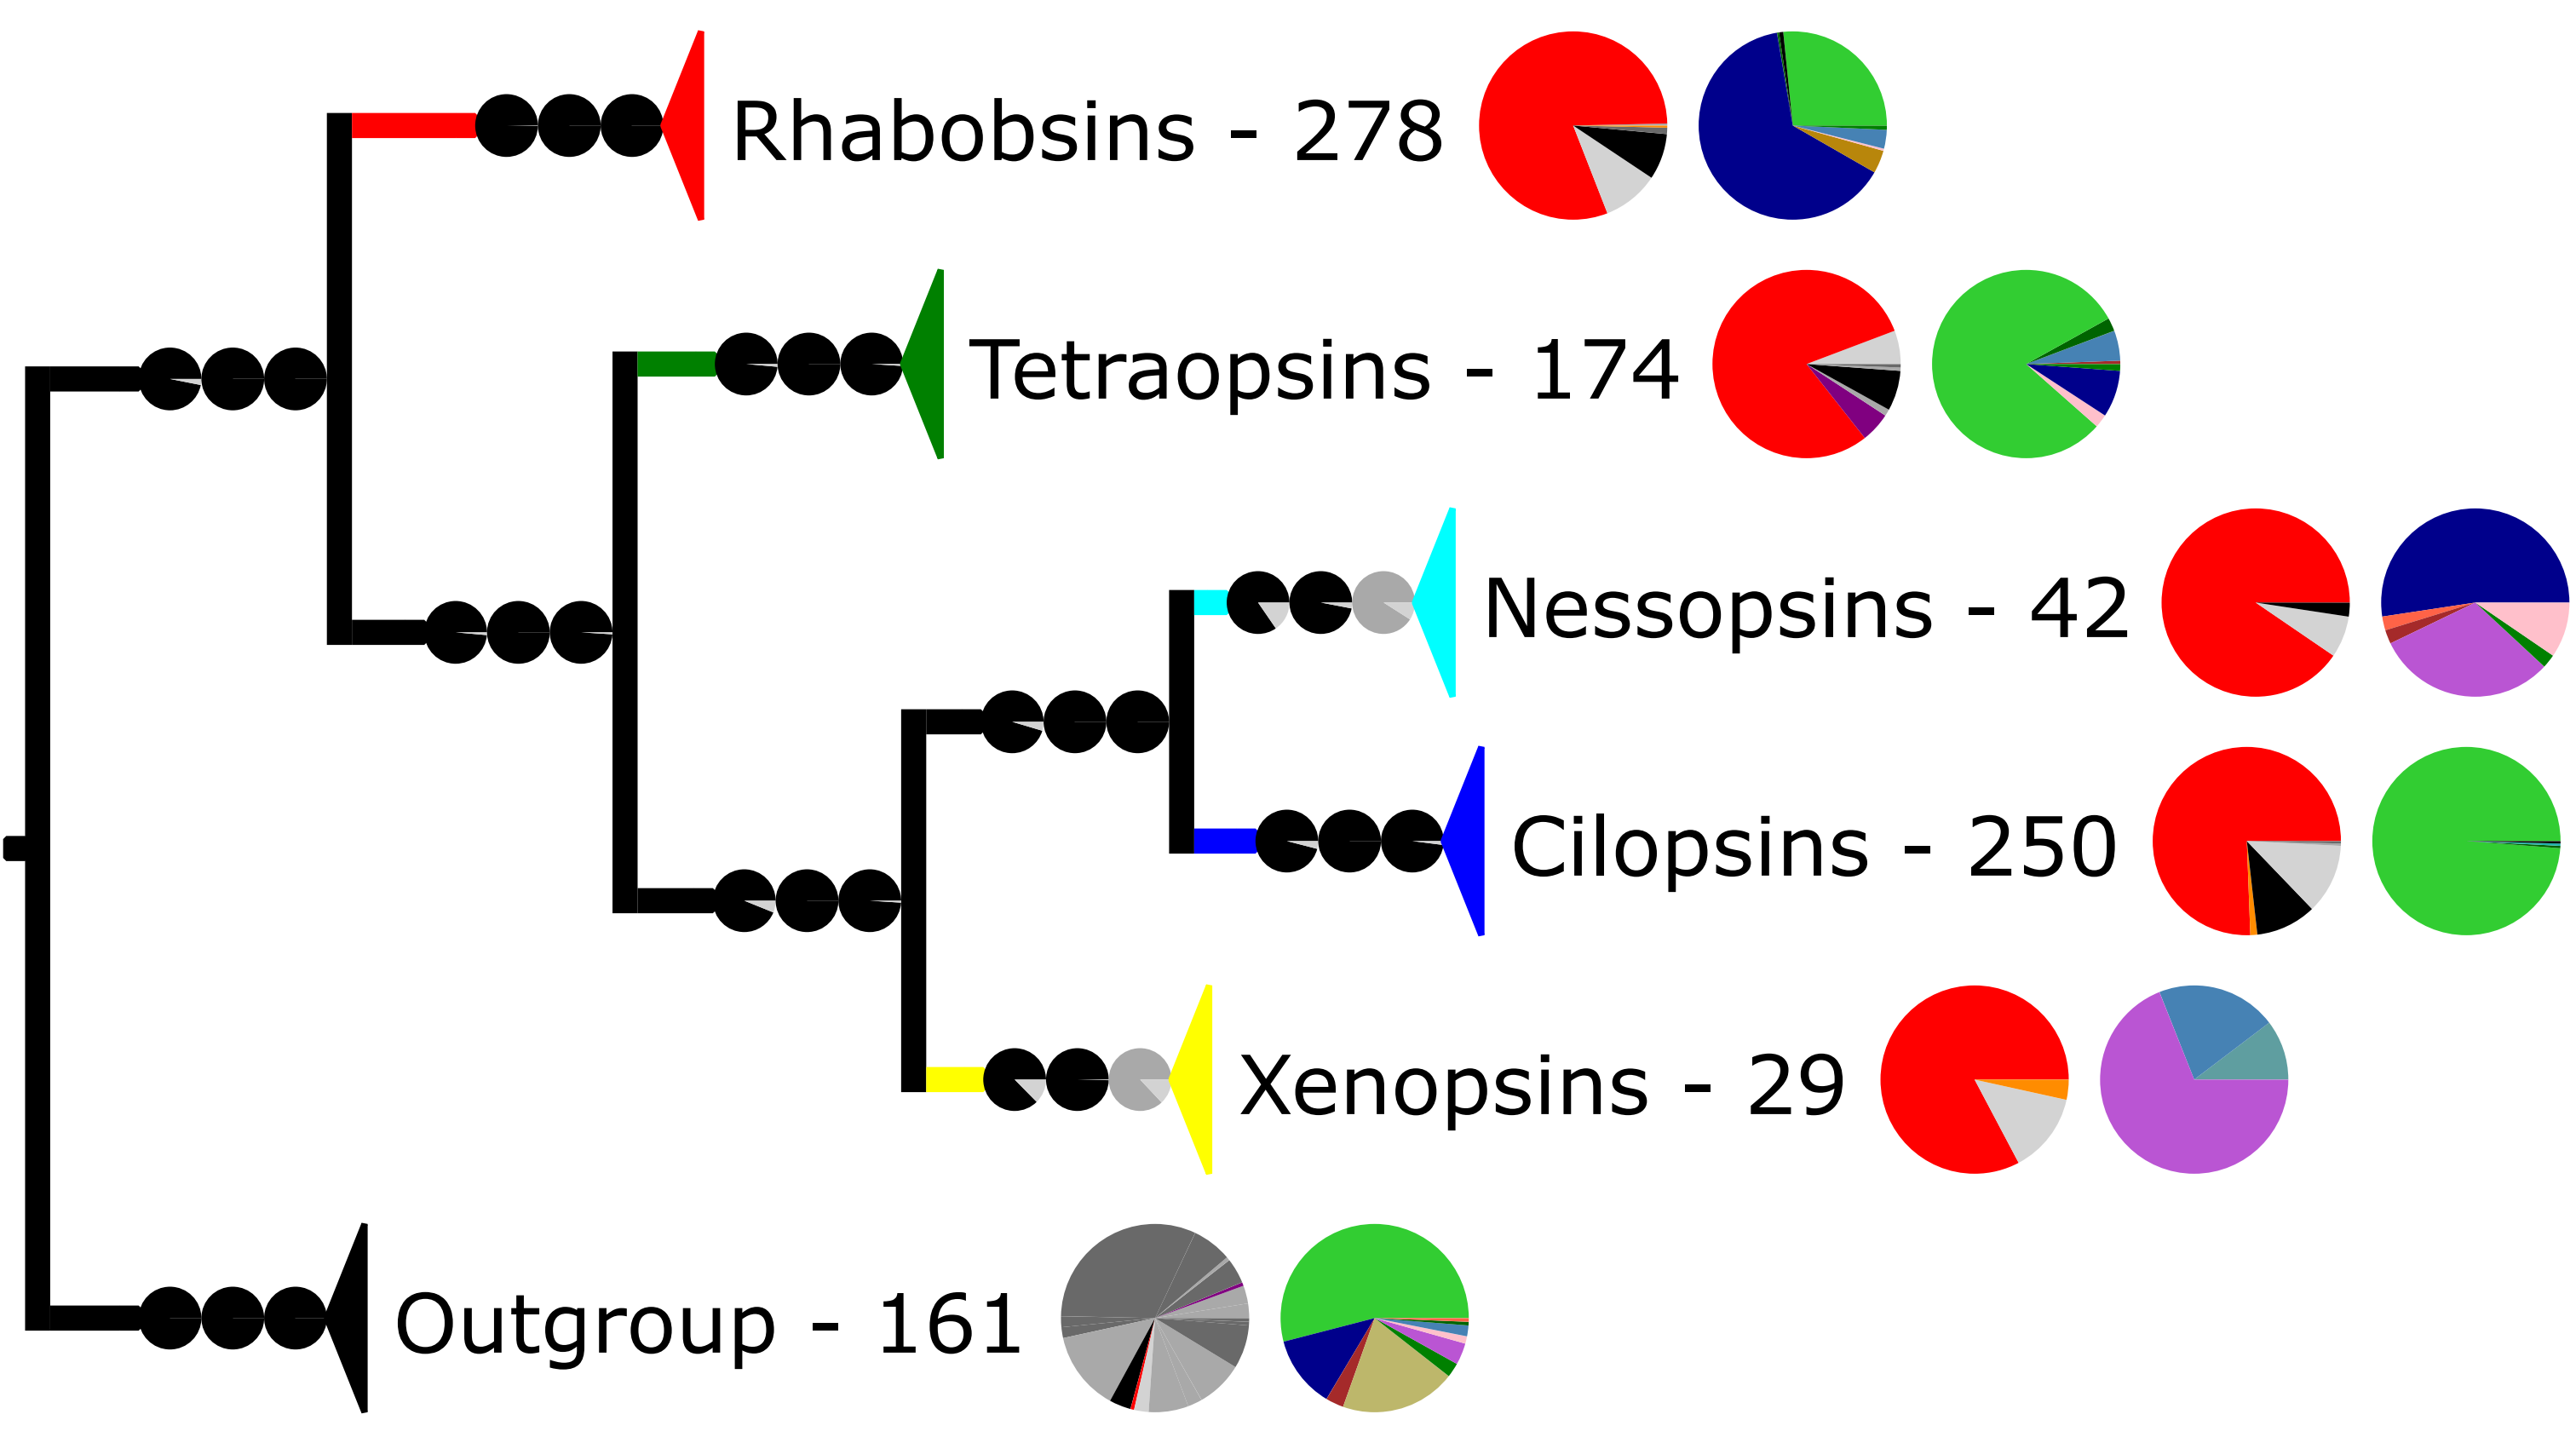 Rhabobsins - 278
Tetraopsins - 174
Nessopsins - 42
Cilopsins - 250
Xenopsins - 29
Outgroup - 161